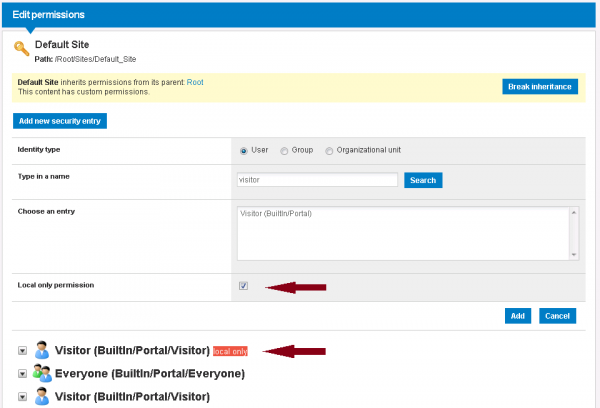 Edit permissions
Default Site
Path: /Root/Sites/Default_Site
Default Site inherits permissions from its parent: Root
This content has custom permissions.
Break inheritance
Add new security entry
Identity type
User
Group
Organizational unit
Type in a name
visitor
Search
Choose an entry
Visitor (BuiltIn/Portal)
Local only permission
Add
Cancel
Visitor (BuiltIn/Portal/Visitor) local only
Everyone (BuiltIn/Portal/Everyone)
Visitor (BuiltIn/Portal/Visitor)